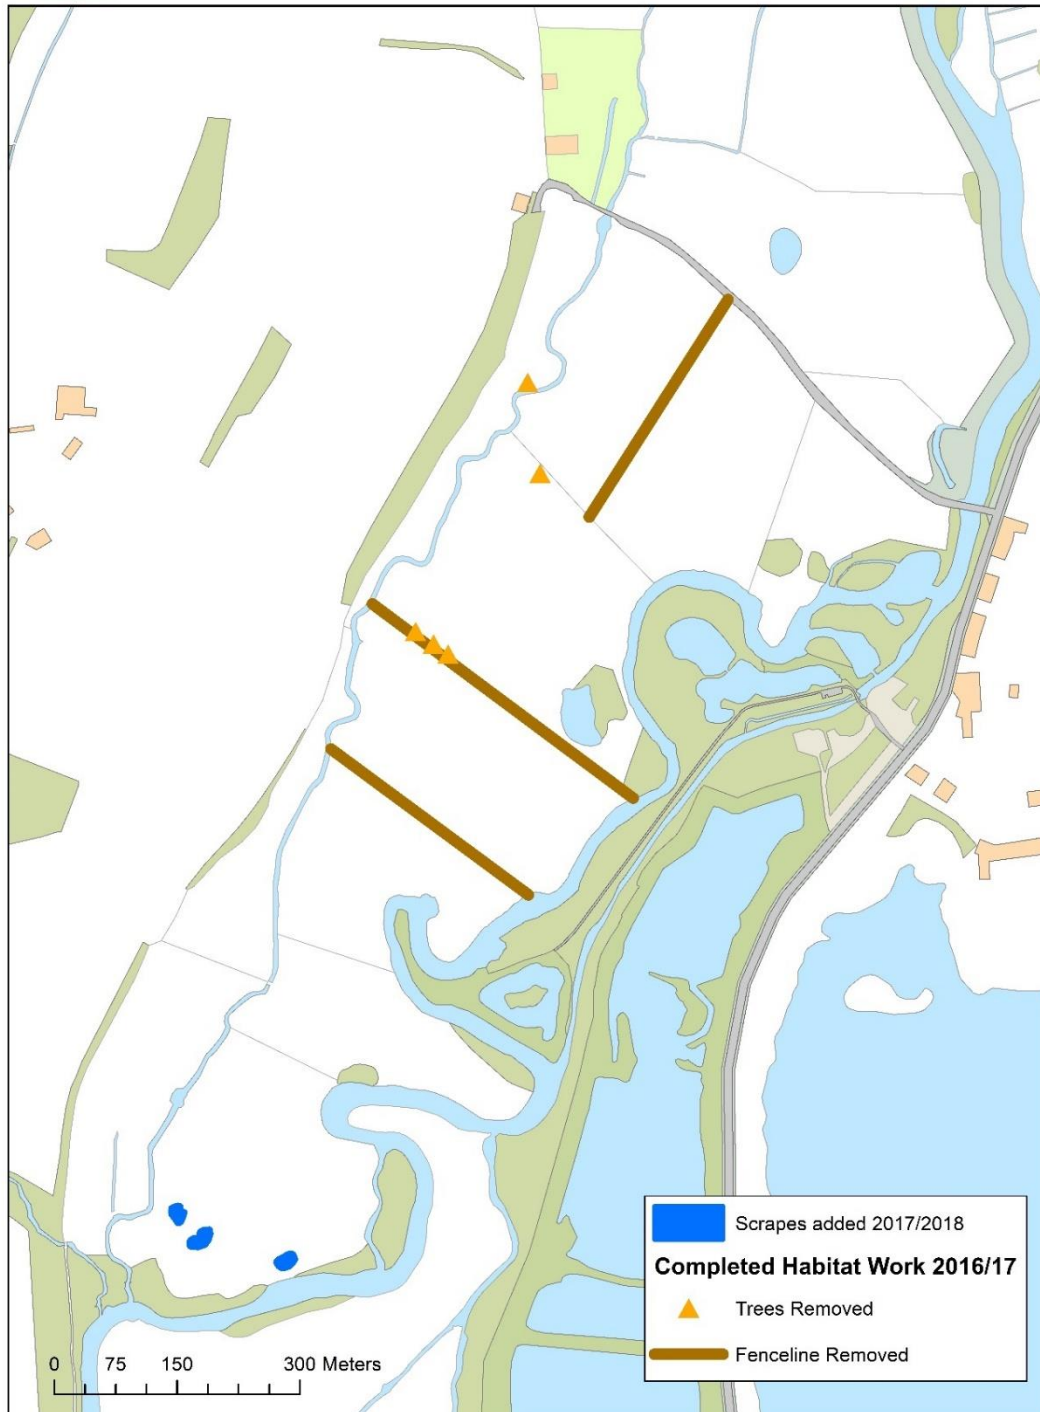 Scrapes added 2017/2018
Completed Habitat Work 2016/17
Trees Removed
Fenceline Removed
0 75 150 300 Meters